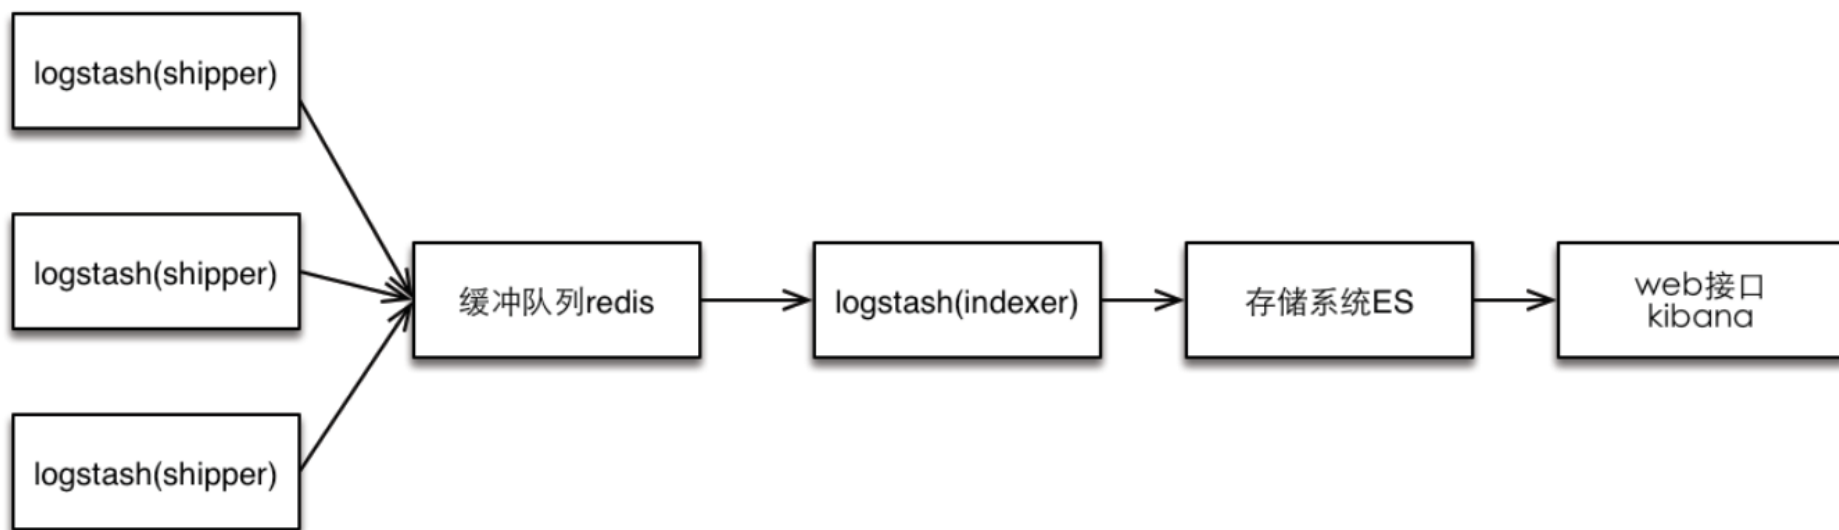 logstash(shipper)
logstash(shipper)
logstash(shipper)
缓冲队列redis
logstash(indexer)
存储系统ES
web接口
kibana